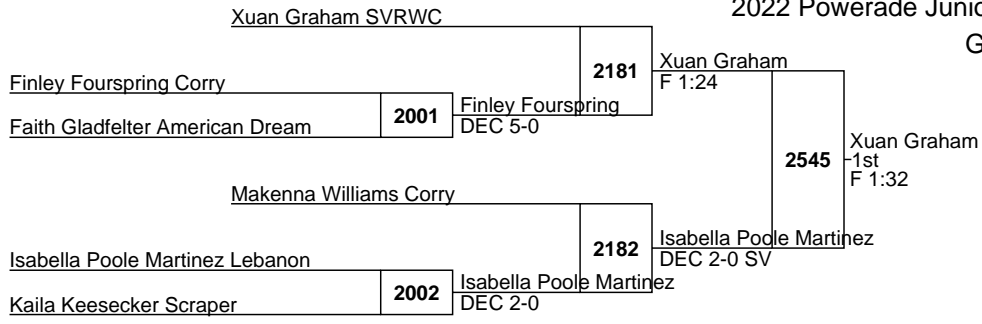 2022 Powerade Junio
G
Xuan Graham SVRWC
2181
Xuan Graham
F 1:24
Finley Fourspring Corry
2001
Finley Fourspring
DEC 5-0
Faith Gladfelter American Dream
2545
Xuan Graham
1st
F 1:32
Makenna Williams Corry
2182
Isabella Poole Martinez
DEC 2-0 SV
Isabella Poole Martinez Lebanon
2002
Isabella Poole Martinez
DEC 2-0
Kaila Keesecker Scraper